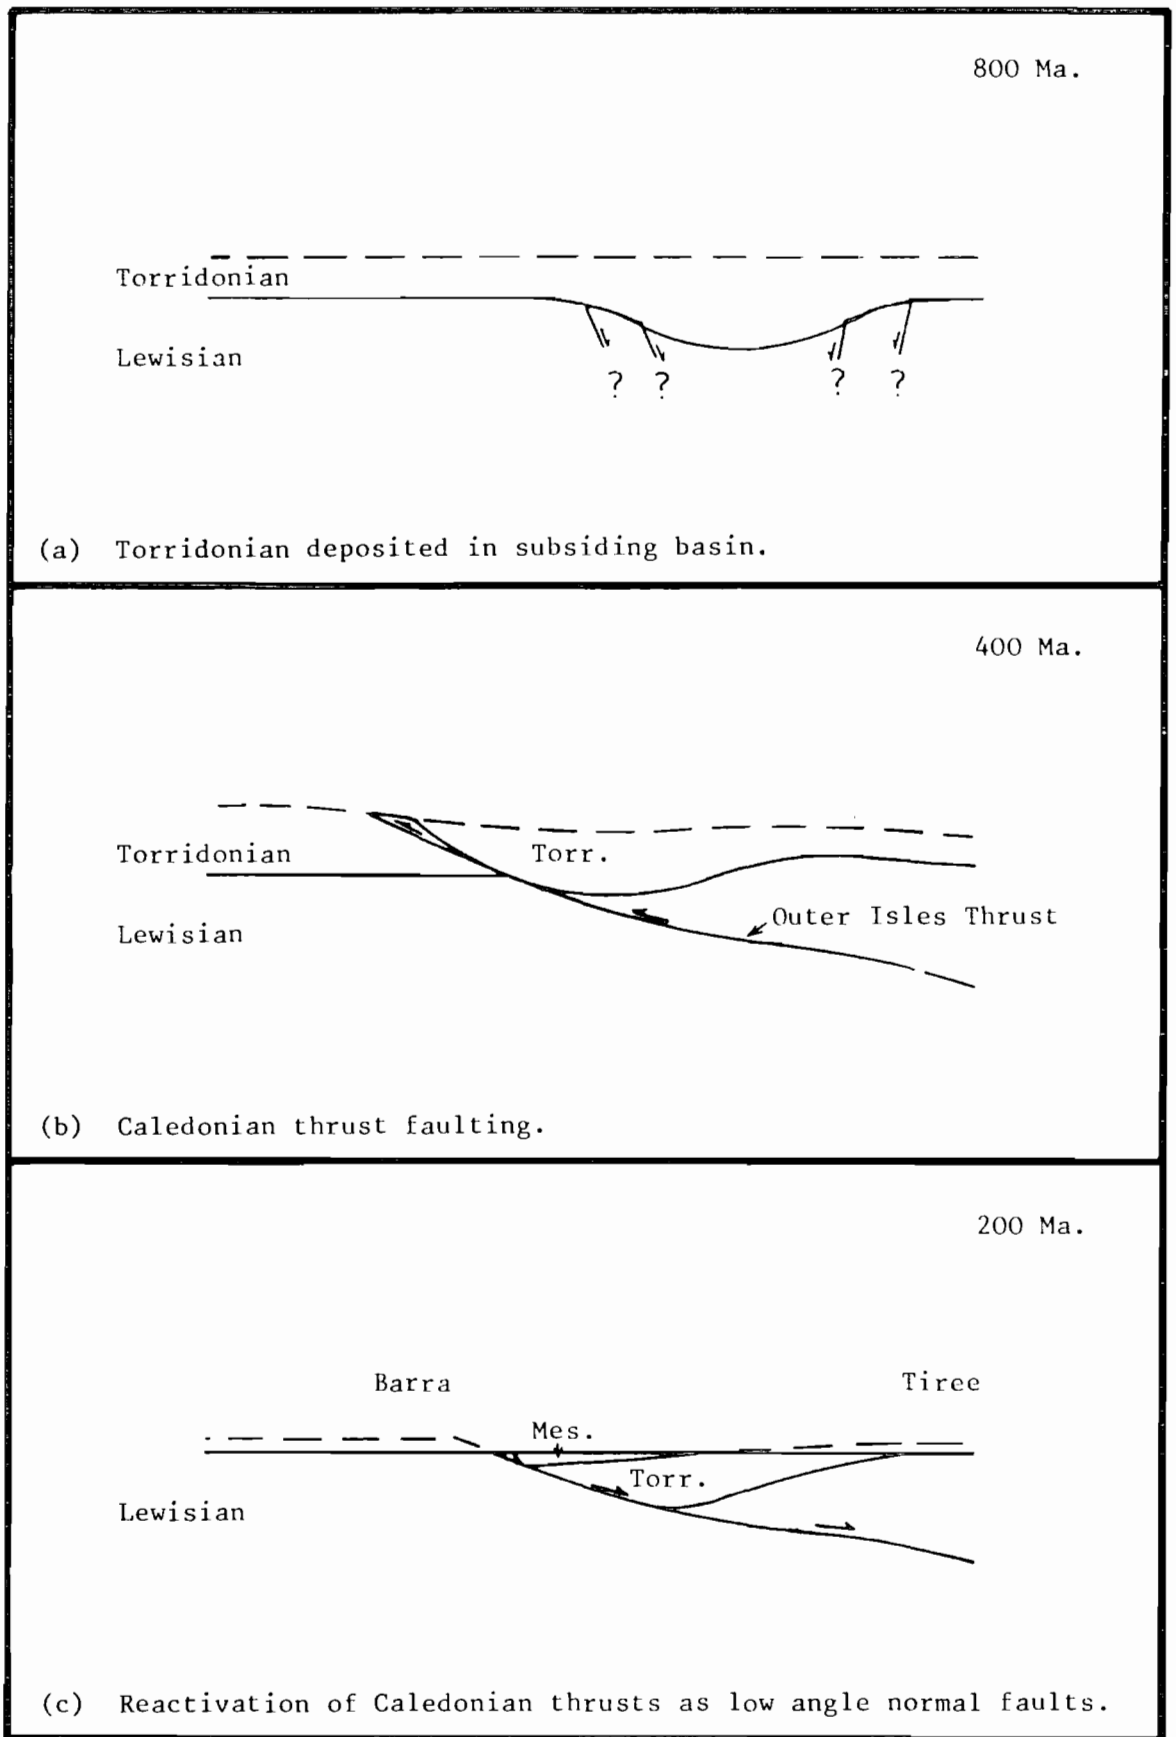 800 Ma.
Torridonian
Lewisian
? ? ? ?
(a) Torridonian deposited in subsiding basin.
400 Ma.
Torridonian Torr.
Outer Isles Thrust
Lewisian
(b) Caledonian thrust faulting.
200 Ma.
Barra Tiree
Mes.
Torr.
Lewisian
(c) Reactivation of Caledonian thrusts as low angle normal faults.